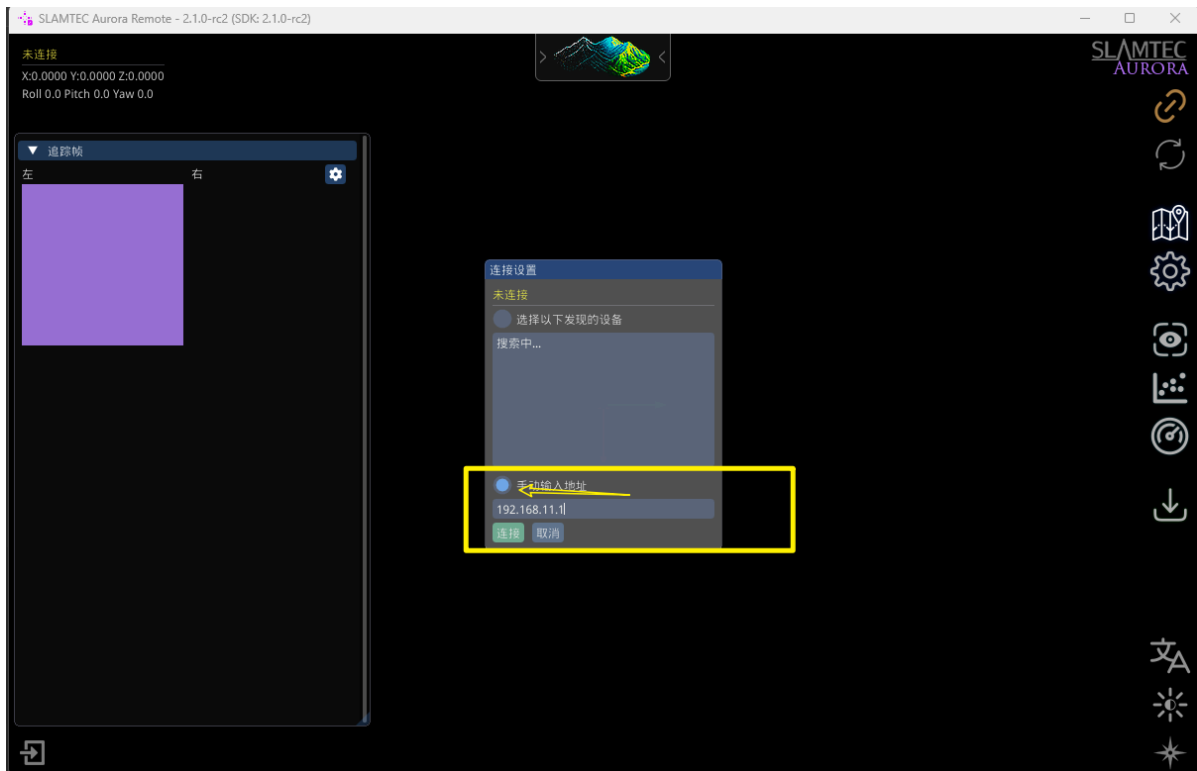 SLAMTEC Aurora Remote - 2.1.0-rc2 (SDK: 2.1.0-rc2)
未连接
X:0.0000 Y:0.0000 Z:0.0000
Roll 0.0 Pitch 0.0 Yaw 0.0
SLAMTEC
AURORA
追踪帧
左 右
连接设置
未连接
选择以下发现的设备
搜索中...
手动输入地址
192.168.11.1
连接 取消
文A